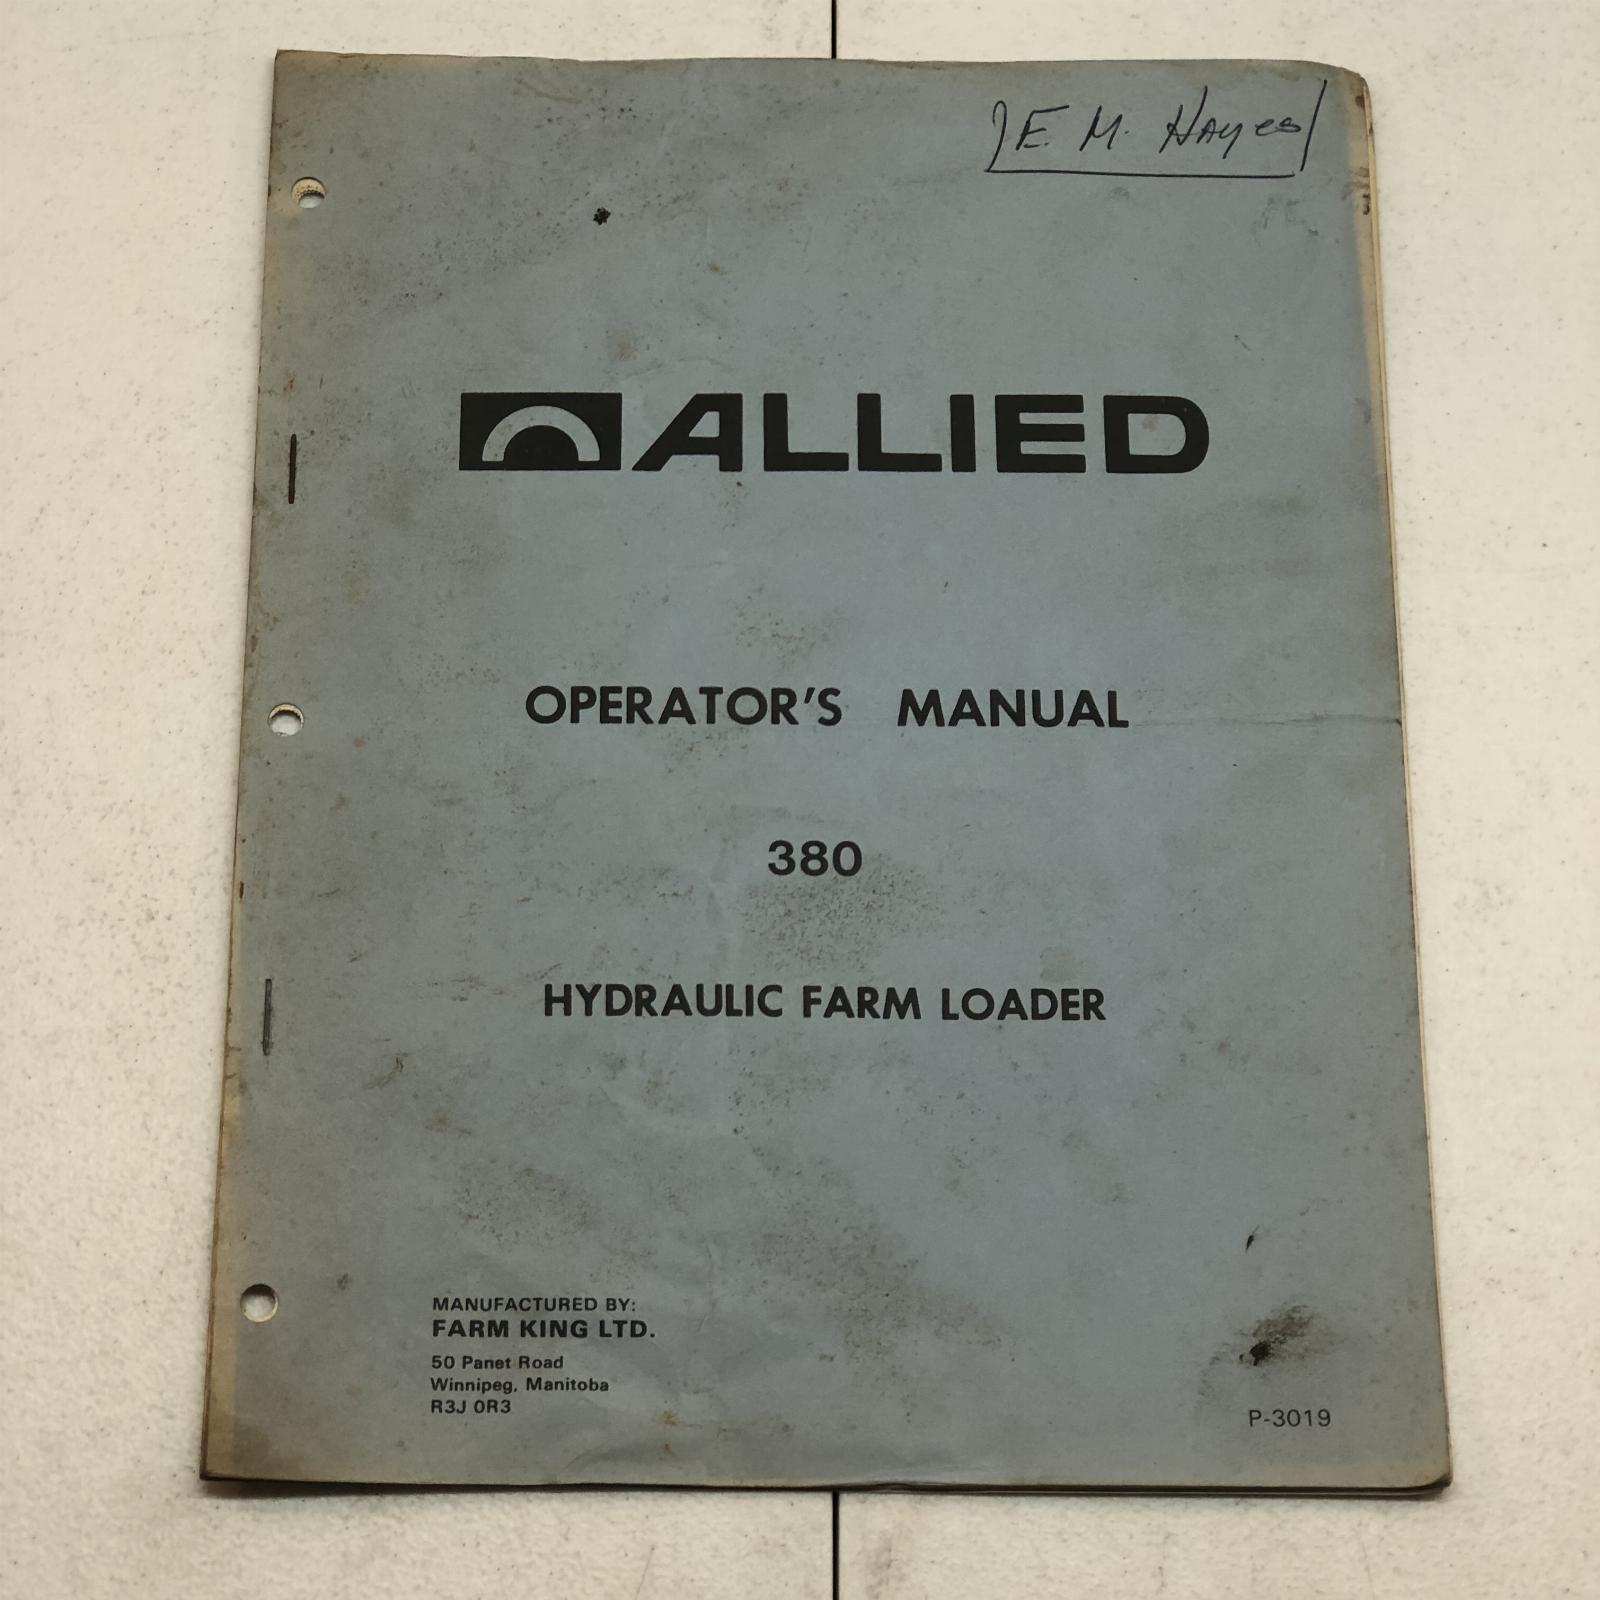 E. M. Hayes
ALLIED
OPERATOR'S MANUAL
380
HYDRAULIC FARM LOADER
MANUFACTURED BY:
FARM KING LTD.
50 Panet Road
Winnipeg, Manitoba
R3J 0R3
P-3019